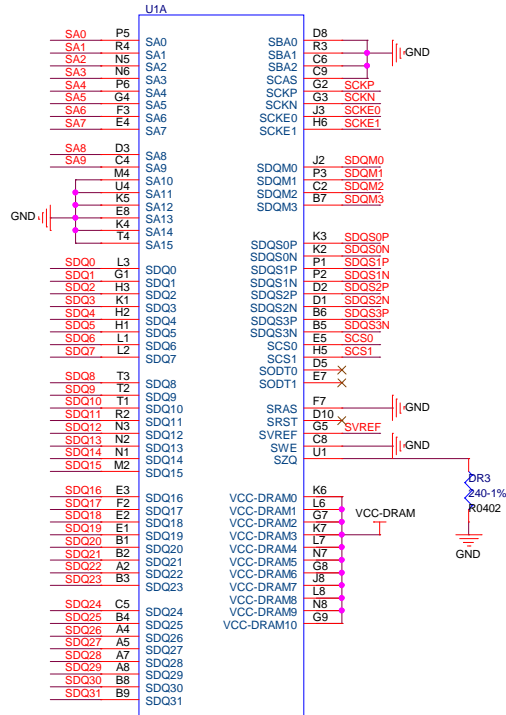 U1A
SA0 P5 SA0
SA1 R4 SA1
SA2 N5 SA2
SA3 N6 SA3
SA4 P6 SA4
SA5 G4 SA5
SA6 F3 SA6
SA7 E4 SA7
SA8 D3 SA8
SA9 C4 SA9
M4 SA10
U4 SA11
K5 SA12
GND E8 SA13
K4 SA14
T4 SA15
SDQ0 L3 SDQ0
SDQ1 G1 SDQ1
SDQ2 H3 SDQ2
SDQ3 K1 SDQ3
SDQ4 H2 SDQ4
SDQ5 H1 SDQ5
SDQ6 L1 SDQ6
SDQ7 L2 SDQ7
SDQ8 T3 SDQ8
SDQ9 T2 SDQ9
SDQ10 T1 SDQ10
SDQ11 R2 SDQ11
SDQ12 N3 SDQ12
SDQ13 N2 SDQ13
SDQ14 N1 SDQ14
SDQ15 M2 SDQ15
SDQ16 E3 SDQ16
SDQ17 F2 SDQ17
SDQ18 E2 SDQ18
SDQ19 E1 SDQ19
SDQ20 B1 SDQ20
SDQ21 B2 SDQ21
SDQ22 A2 SDQ22
SDQ23 B3 SDQ23
SDQ24 C5 SDQ24
SDQ25 B4 SDQ25
SDQ26 A4 SDQ26
SDQ27 A5 SDQ27
SDQ28 A7 SDQ28
SDQ29 A8 SDQ29
SDQ30 B8 SDQ30
SDQ31 B9 SDQ31
SBA0 D8
SBA1 R3 GND
SBA2 C6
SCAS C9
SCKP G2 SCKP
SCKN G3 SCKN
SCKE0 J3 SCKE0
SCKE1 H6 SCKE1
SDQM0 J2 SDQM0
SDQM1 P3 SDQM1
SDQM2 C2 SDQM2
SDQM3 B7 SDQM3
SDQS0P K3 SDQS0P
SDQS0N K2 SDQS0N
SDQS1P P1 SDQS1P
SDQS1N P2 SDQS1N
SDQS2P D2 SDQS2P
SDQS2N D1 SDQS2N
SDQS3P B6 SDQS3P
SDQS3N B5 SDQS3N
SCS0 E5 SCS0
SCS1 H5 SCS1
SODT0 D5
SODT1 E7
SRAS F7 GND
SRST D10
SVREF G5 SVREF
SWE C8 GND
SZQ U1
DR3
240-1%
R0402
GND
VCC-DRAM0 K6
VCC-DRAM1 L6
VCC-DRAM2 G7
VCC-DRAM3 K7 VCC-DRAM
VCC-DRAM4 L7
VCC-DRAM5 N7
VCC-DRAM6 G8
VCC-DRAM7 J8
VCC-DRAM8 L8
VCC-DRAM9 N8
VCC-DRAM10 G9